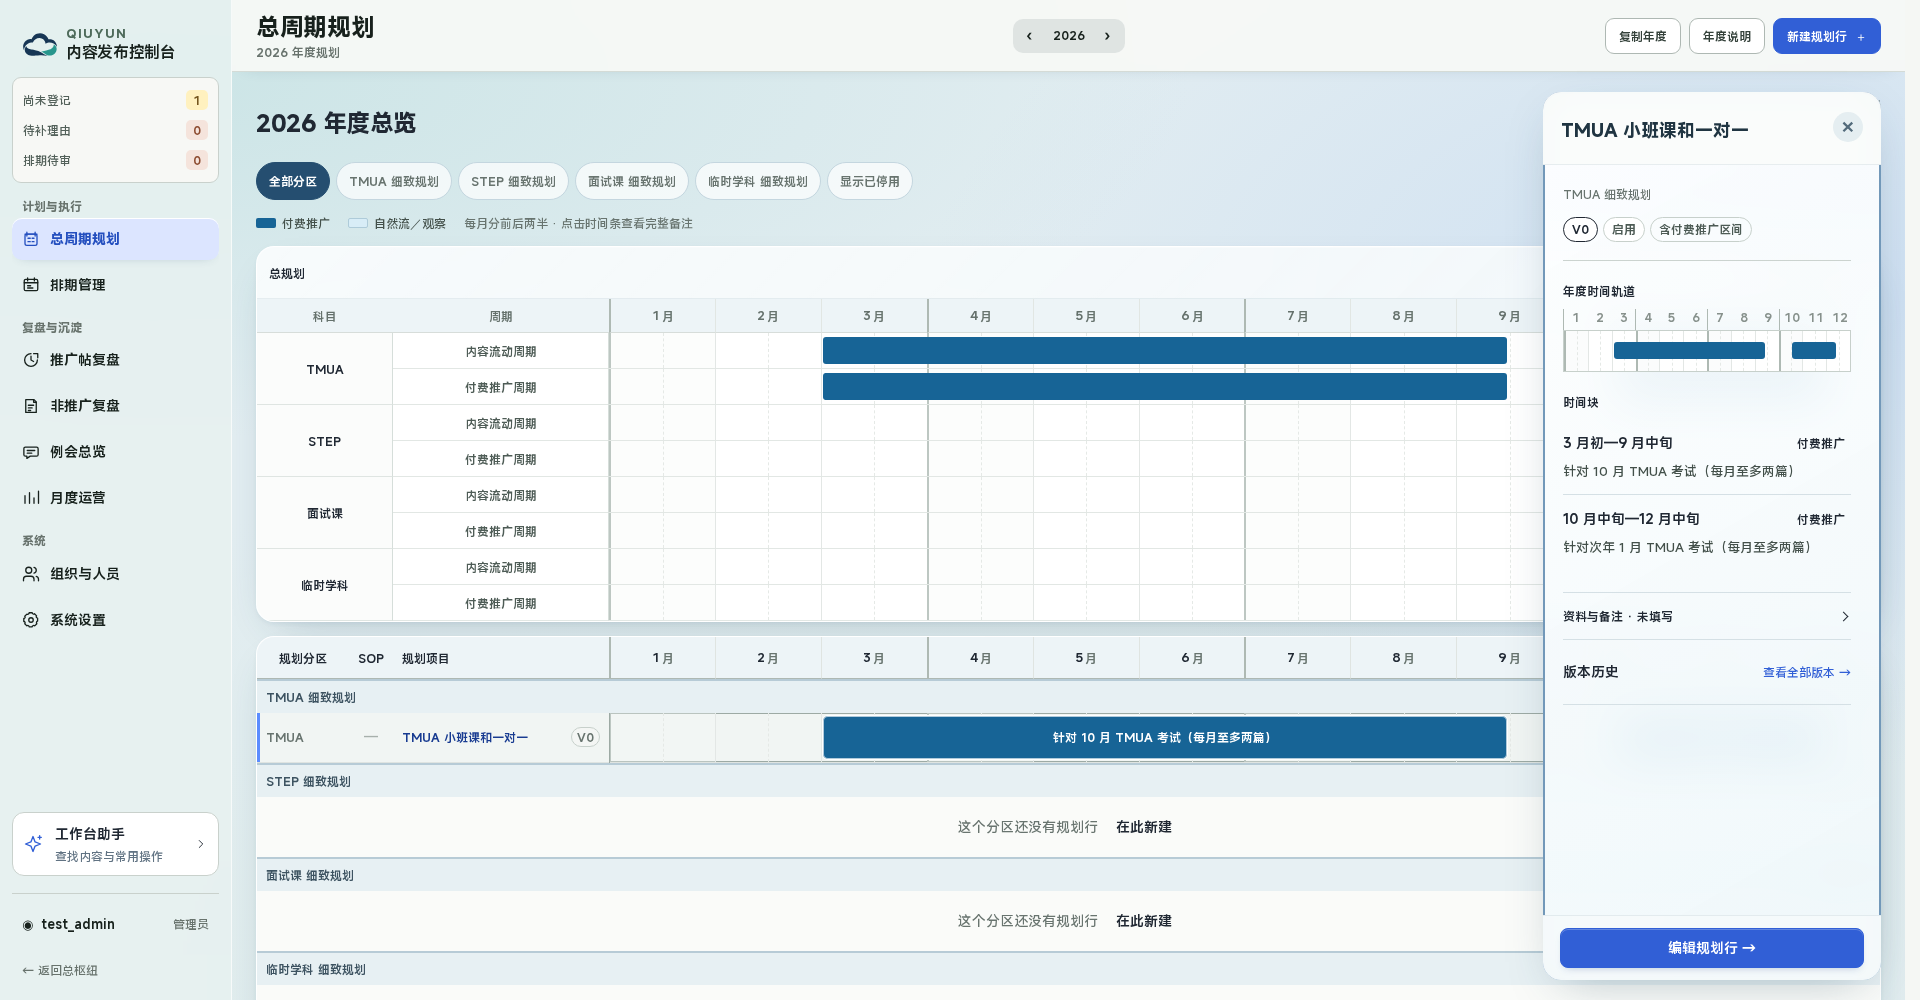 QIUYUN
内容发布控制台
尚未登记 1
待补理由 0
排期待审 0
计划与执行
总周期规划
排期管理
复盘与沉淀
推广帖复盘
非推广复盘
例会总览
月度运营
系统
组织与人员
系统设置
工作台助手
查找内容与常用操作
test_admin 管理员
← 返回总枢纽
总周期规划
2026 年度规划
‹ 2026 ›
复制年度
年度说明
新建规划行 +
2026 年度总览
全部分区
TMUA 细致规划
STEP 细致规划
面试课 细致规划
临时学科 细致规划
显示已停用
付费推广 自然流／观察 每月分前后两半 · 点击时间条查看完整备注
总规划
科目 周期 1月 2月 3月 4月 5月 6月 7月 8月 9月
TMUA
内容流动周期
付费推广周期
STEP
内容流动周期
付费推广周期
面试课
内容流动周期
付费推广周期
临时学科
内容流动周期
付费推广周期
规划分区 SOP 规划项目 1月 2月 3月 4月 5月 6月 7月 8月 9月
TMUA 细致规划
TMUA — TMUA 小班课和一对一 V0 针对 10 月 TMUA 考试（每月至多两篇）
STEP 细致规划
这个分区还没有规划行 在此新建
面试课 细致规划
这个分区还没有规划行 在此新建
临时学科 细致规划
TMUA 小班课和一对一 ×
TMUA 细致规划
V0 启用 含付费推广区间
年度时间轨道
1 2 3 4 5 6 7 8 9 10 11 12
时间块
3 月初—9 月中旬 付费推广
针对 10 月 TMUA 考试（每月至多两篇）
10 月中旬—12 月中旬 付费推广
针对次年 1 月 TMUA 考试（每月至多两篇）
资料与备注 · 未填写
版本历史 查看全部版本 →
编辑规划行 →